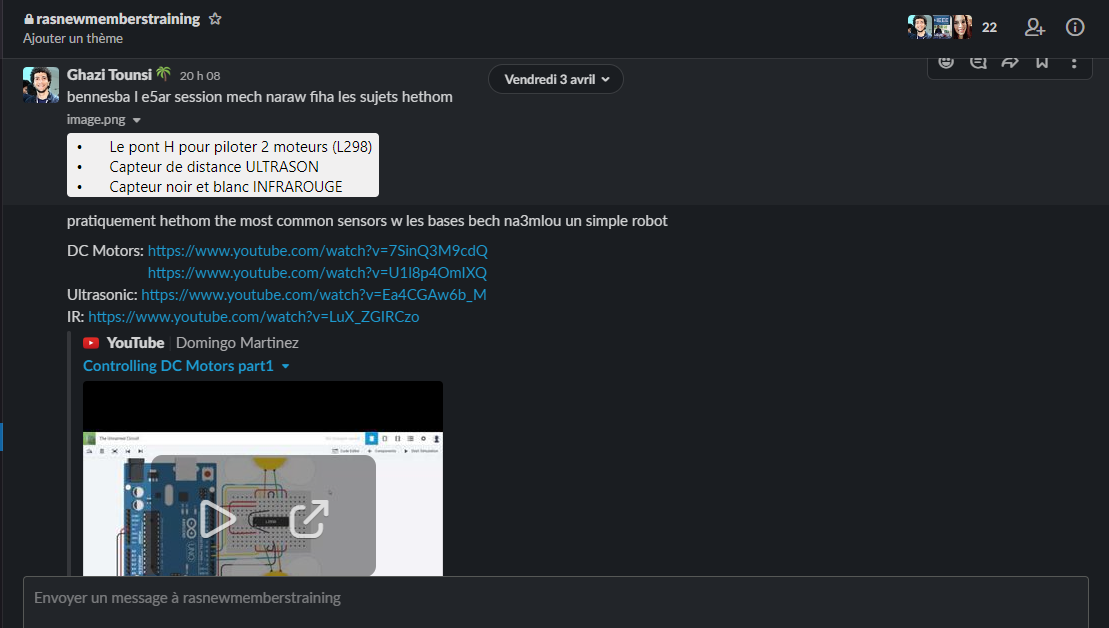 rasnewmemberstraining
Ajouter un thème
22
Ghazi Tounsi 20 h 08
Vendredi 3 avril
bennesba l e5ar session mech naraw fiha les sujets hethom
image.png
• Le pont H pour piloter 2 moteurs (L298)
• Capteur de distance ULTRASON
• Capteur noir et blanc INFRAROUGE
pratiquement hethom the most common sensors w les bases bech na3mlou un simple robot
DC Motors: https://www.youtube.com/watch?v=7SinQ3M9cdQ
https://www.youtube.com/watch?v=U1l8p4OmIXQ
Ultrasonic: https://www.youtube.com/watch?v=Ea4CGAw6b_M
IR: https://www.youtube.com/watch?v=LuX_ZGIRCzo
YouTube Domingo Martinez
Controlling DC Motors part1
The Unnamed Circuit
Code Editor Components Start Simulation
Envoyer un message à rasnewmemberstraining